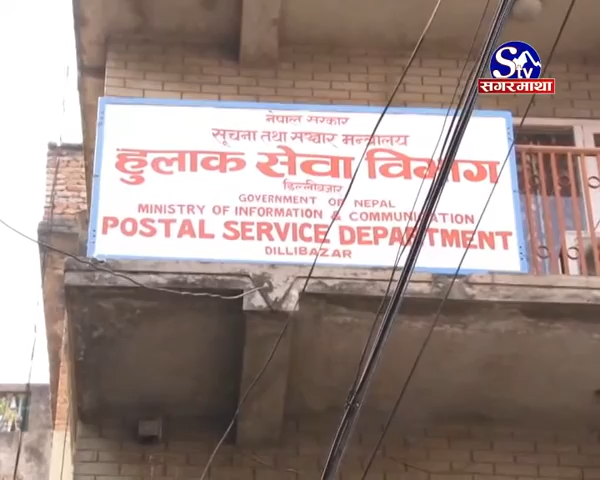 STV
सगरमाथा
नेपाल सरकार
सूचना तथा सञ्चार मन्त्रालय
हुलाक सेवा विभाग
डिल्लीबजार
GOVERNMENT OF NEPAL
MINISTRY OF INFORMATION & COMMUNICATION
POSTAL SERVICE DEPARTMENT
DILLIBAZAR